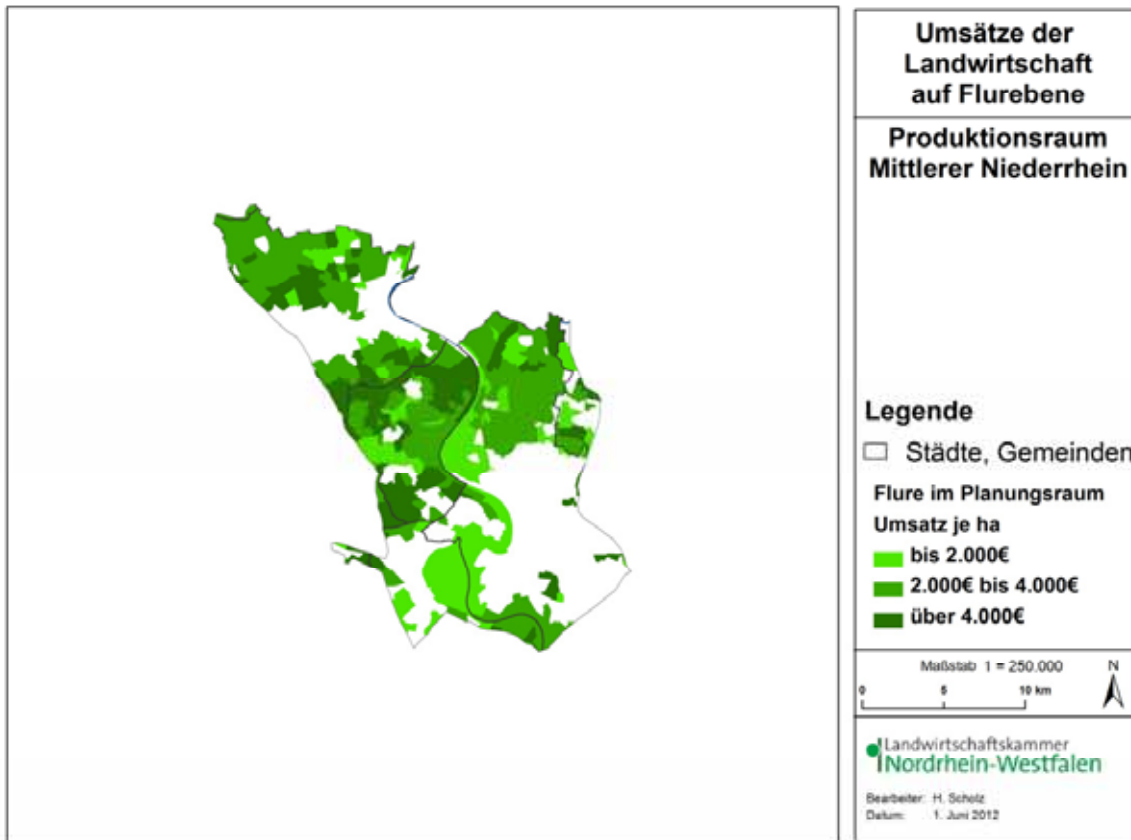 Umsätze der
Landwirtschaft
auf Flurebene
Produktionsraum
Mittlerer Niederrhein
Legende
Städte, Gemeinden
Flure im Planungsraum
Umsatz je ha
bis 2.000€
2.000€ bis 4.000€
über 4.000€
Maßstab 1 = 250.000
N
0 5 10 km
Landwirtschaftskammer
Nordrhein-Westfalen
Bearbeiter: H. Scholz
Datum: 1. Juni 2012